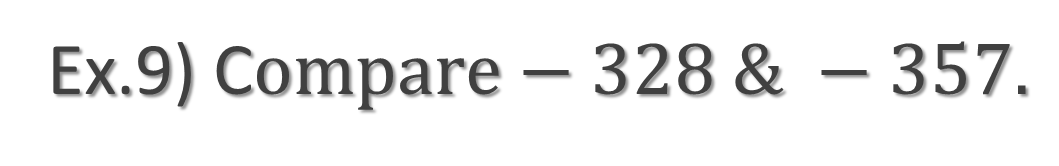 Ex.9) Compare − 328 & − 357.